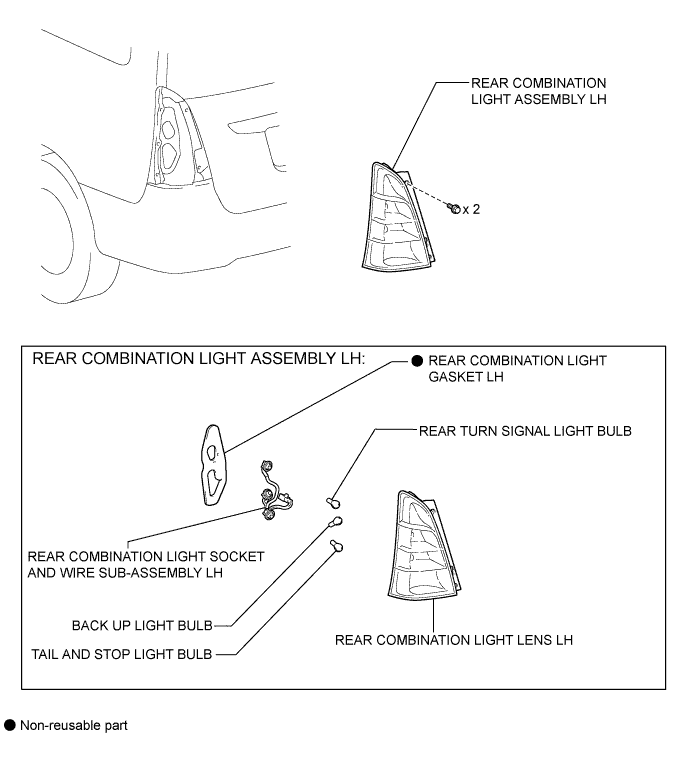 REAR COMBINATION
LIGHT ASSEMBLY LH
x 2
REAR COMBINATION LIGHT ASSEMBLY LH:
REAR COMBINATION LIGHT
GASKET LH
REAR TURN SIGNAL LIGHT BULB
REAR COMBINATION LIGHT SOCKET
AND WIRE SUB-ASSEMBLY LH
BACK UP LIGHT BULB
TAIL AND STOP LIGHT BULB
REAR COMBINATION LIGHT LENS LH
Non-reusable part